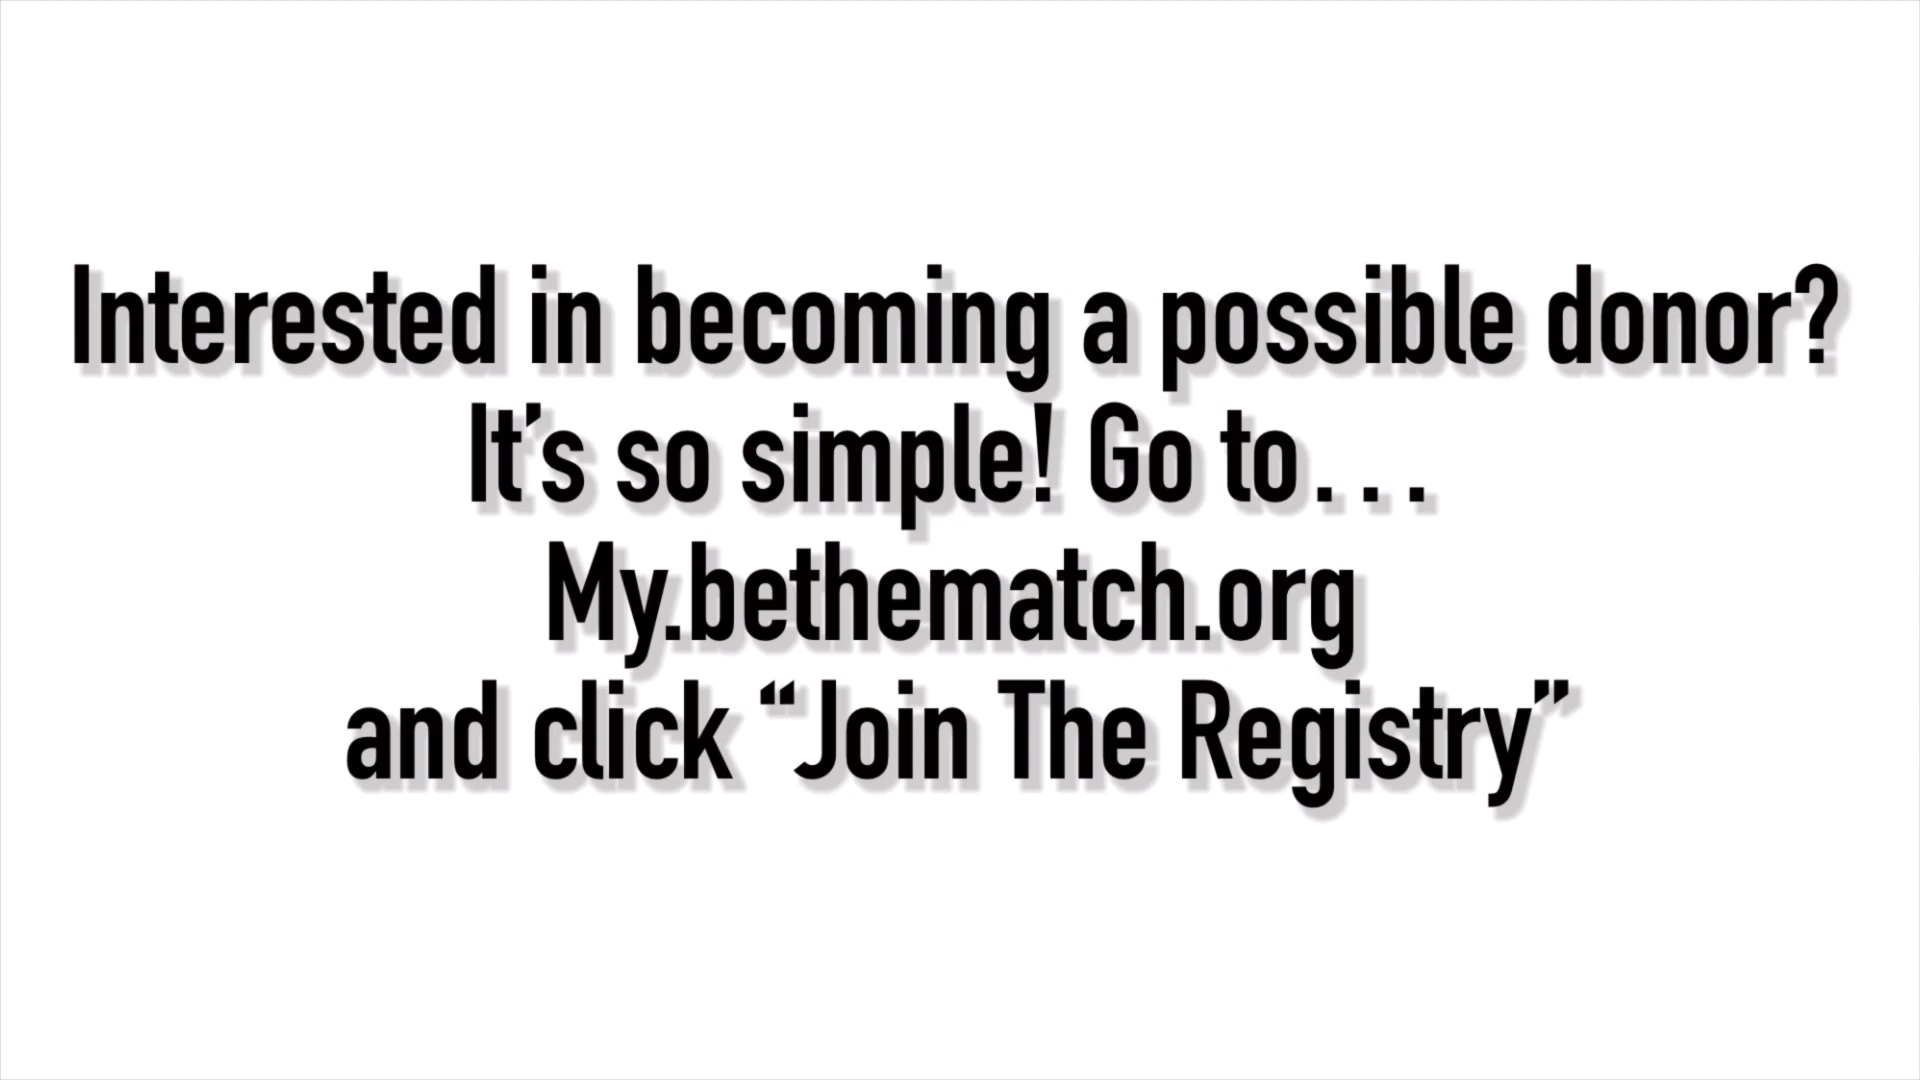 Interested in becoming a possible donor?
It’s so simple! Go to…
My.bethematch.org
and click “Join The Registry”